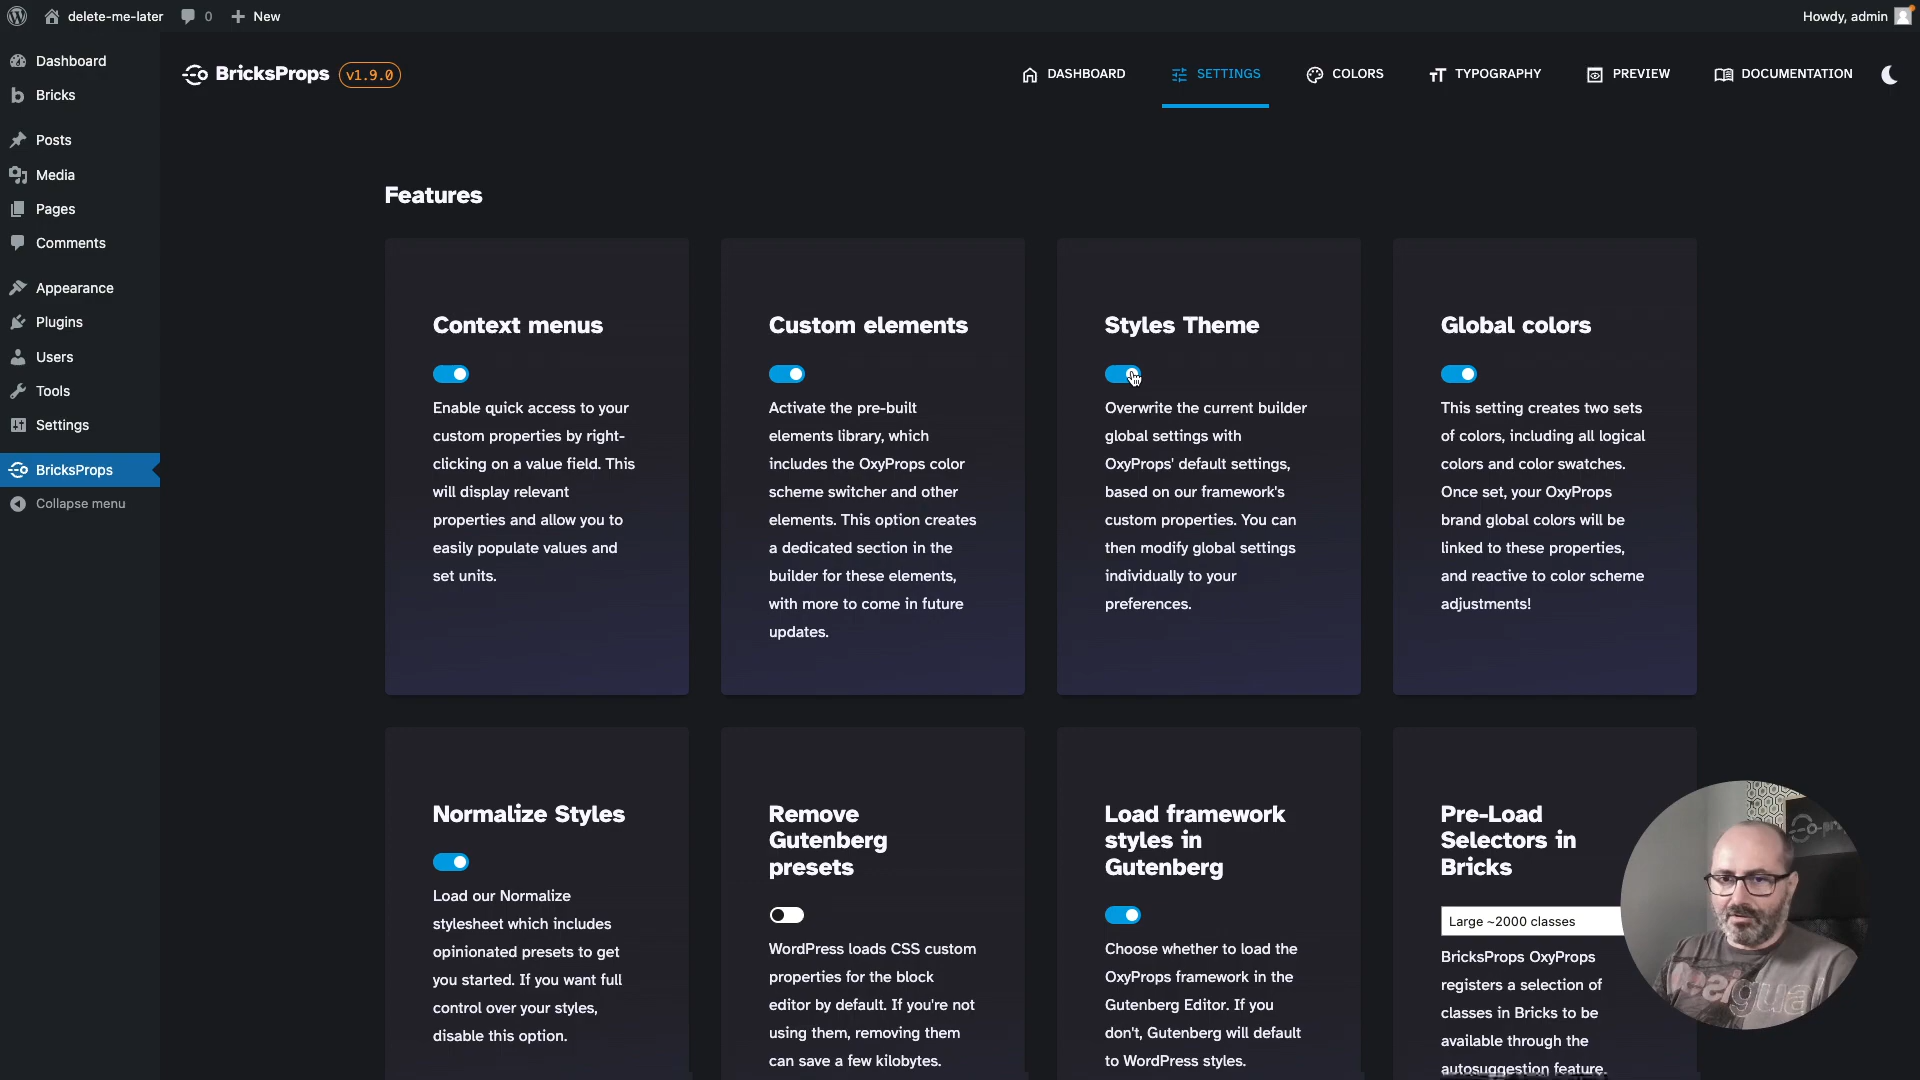 delete-me-later
0
New
Howdy, admin
Dashboard
Bricks
Posts
Media
Pages
Comments
Appearance
Plugins
Users
Tools
Settings
BricksProps
Collapse menu
BricksProps
v1.9.0
DASHBOARD
SETTINGS
COLORS
TYPOGRAPHY
PREVIEW
DOCUMENTATION
Features
Context menus
Enable quick access to your
custom properties by right-
clicking on a value field. This
will display relevant
properties and allow you to
easily populate values and
set units.
Custom elements
Activate the pre-built
elements library, which
includes the OxyProps color
scheme switcher and other
elements. This option creates
a dedicated section in the
builder for these elements,
with more to come in future
updates.
Styles Theme
Overwrite the current builder
global settings with
OxyProps' default settings,
based on our framework's
custom properties. You can
then modify global settings
individually to your
preferences.
Global colors
This setting creates two sets
of colors, including all logical
colors and color swatches.
Once set, your OxyProps
brand global colors will be
linked to these properties,
and reactive to color scheme
adjustments!
Normalize Styles
Load our Normalize
stylesheet which includes
opinionated presets to get
you started. If you want full
control over your styles,
disable this option.
Remove
Gutenberg
presets
WordPress loads CSS custom
properties for the block
editor by default. If you're not
using them, removing them
can save a few kilobytes.
Load framework
styles in
Gutenberg
Choose whether to load the
OxyProps framework in the
Gutenberg Editor. If you
don't, Gutenberg will default
to WordPress styles.
Pre-Load
Selectors in
Bricks
Large ~2000 classes
BricksProps OxyProps
registers a selection of
classes in Bricks to be
available through the
autosuggestion feature.